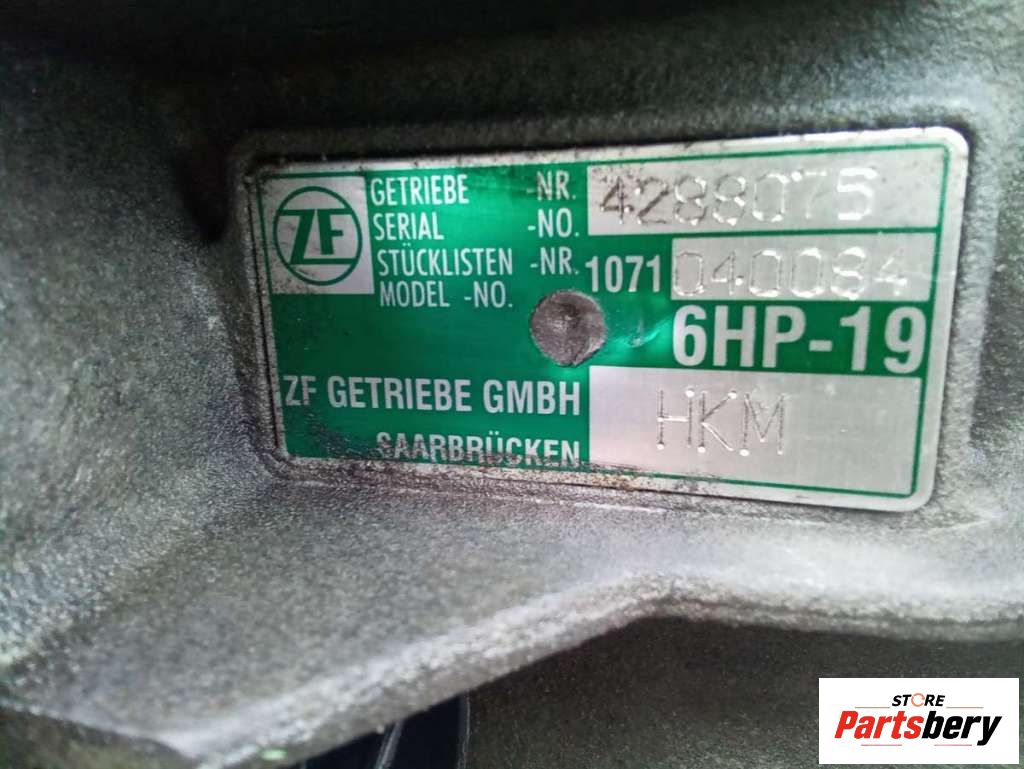 ZF
GETRIEBE -NR. 4288075
SERIAL -NO.
STÜCKLISTEN -NR. 1071 040084
MODEL -NO.
6HP-19
ZF GETRIEBE GMBH
SAARBRÜCKEN
HKM
STORE
Partsbery